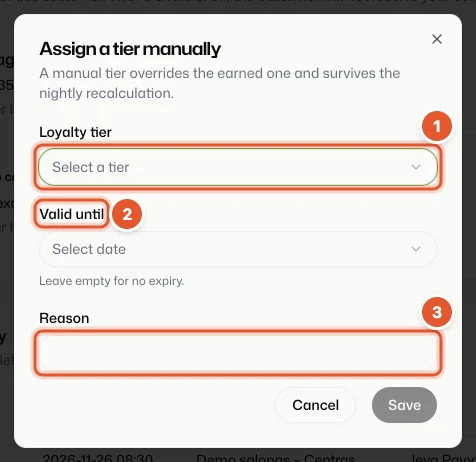 Assign a tier manually
A manual tier overrides the earned one and survives the
nightly recalculation.
Loyalty tier
1
Select a tier
Valid until
2
Select date
Leave empty for no expiry.
Reason
3
Cancel
Save
2026-11-26 08:30
Demo salonas – Centras